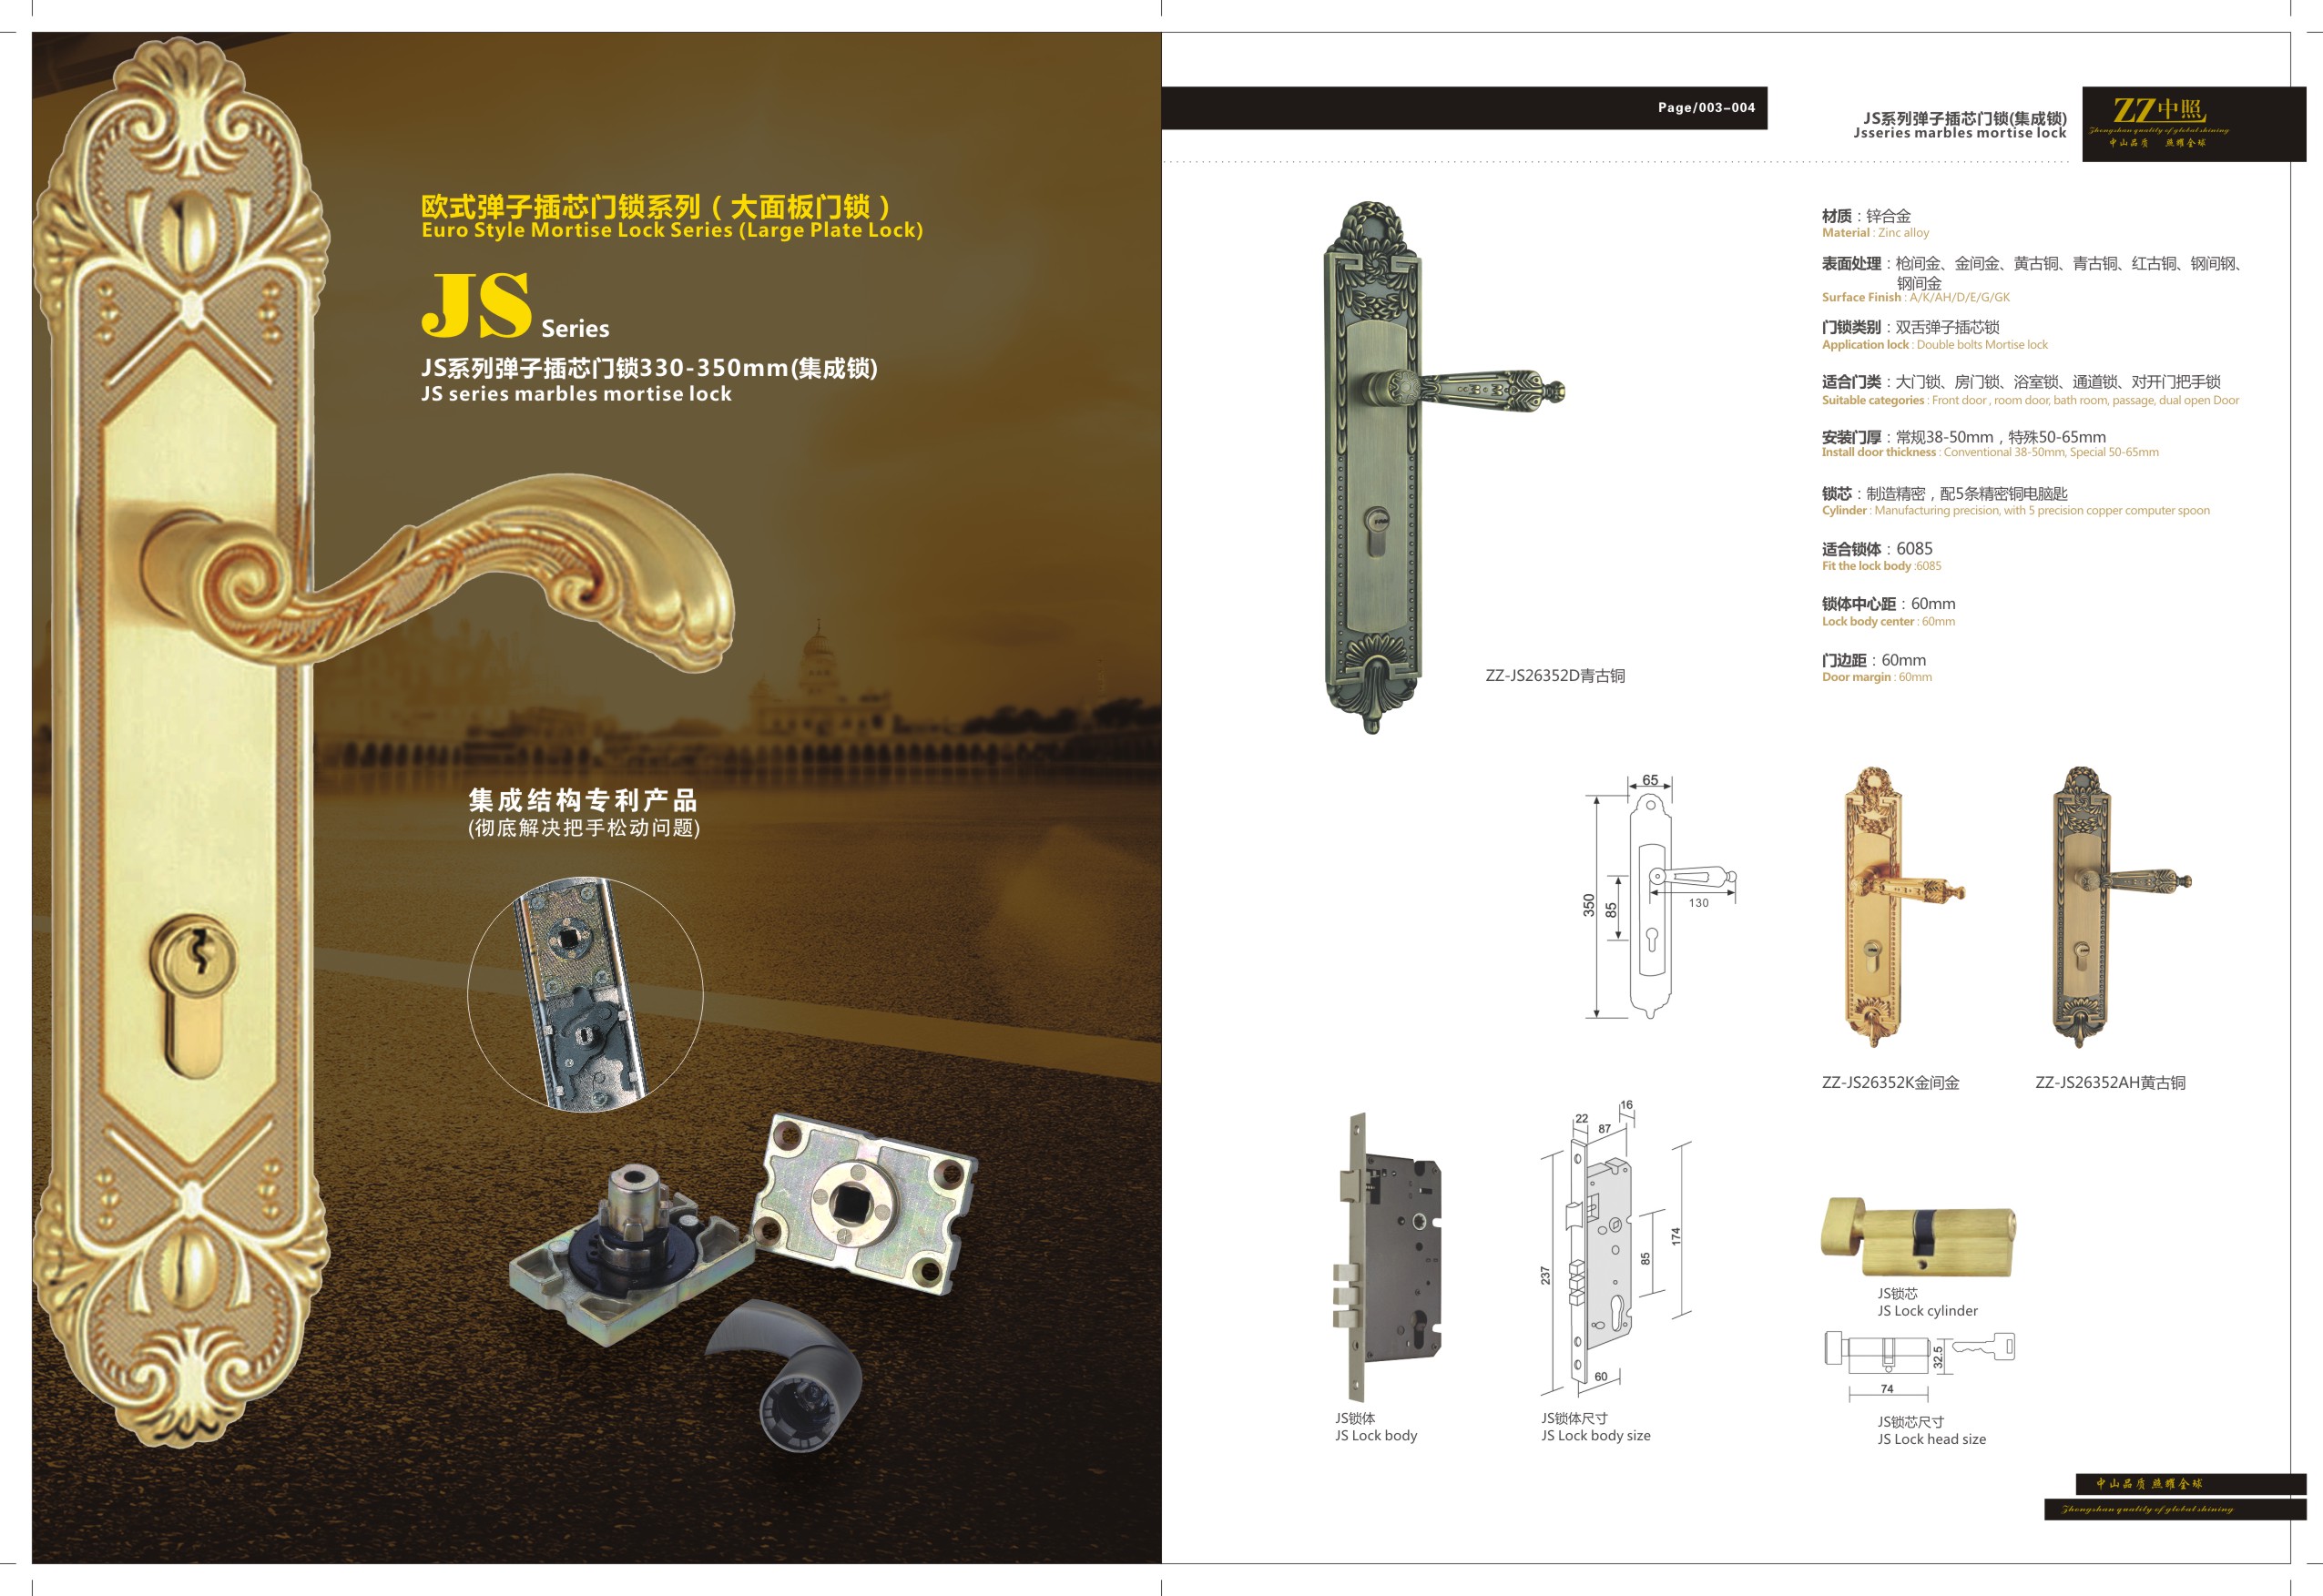 欧式弹子插芯门锁系列（大面板门锁）
Euro Style Mortise Lock Series (Large Plate Lock)
JS Series
JS系列弹子插芯门锁330-350mm(集成锁)
JS series marbles mortise lock
集成结构专利产品
(彻底解决把手松动问题)
Page/003-004
JS系列弹子插芯门锁(集成锁)
Jsseries marbles mortise lock
ZZ中照
Zhongshan quality of global shining
中山品质 照耀全球
材质：锌合金
Material : Zinc alloy
表面处理：枪间金、金间金、黄古铜、青古铜、红古铜、钢间钢、
钢间金
Surface Finish : A/K/AH/D/E/G/GK
门锁类别：双舌弹子插芯锁
Application lock : Double bolts Mortise lock
适合门类：大门锁、房门锁、浴室锁、通道锁、对开门把手锁
Suitable categories : Front door , room door, bath room, passage, dual open Door
安装门厚：常规38-50mm，特殊50-65mm
Install door thickness : Conventional 38-50mm, Special 50-65mm
锁芯：制造精密，配5条精密铜电脑匙
Cylinder : Manufacturing precision, with 5 precision copper computer spoon
适合锁体：6085
Fit the lock body :6085
锁体中心距：60mm
Lock body center : 60mm
门边距：60mm
Door margin : 60mm
ZZ-JS26352D青古铜
65
350
85
130
ZZ-JS26352K金间金
ZZ-JS26352AH黄古铜
16
22
87
237
85
174
60
JS锁体
JS Lock body
JS锁体尺寸
JS Lock body size
JS锁芯
JS Lock cylinder
32.5
74
JS锁芯尺寸
JS Lock head size
中山品质 照耀全球
Zhongshan quality of global shining